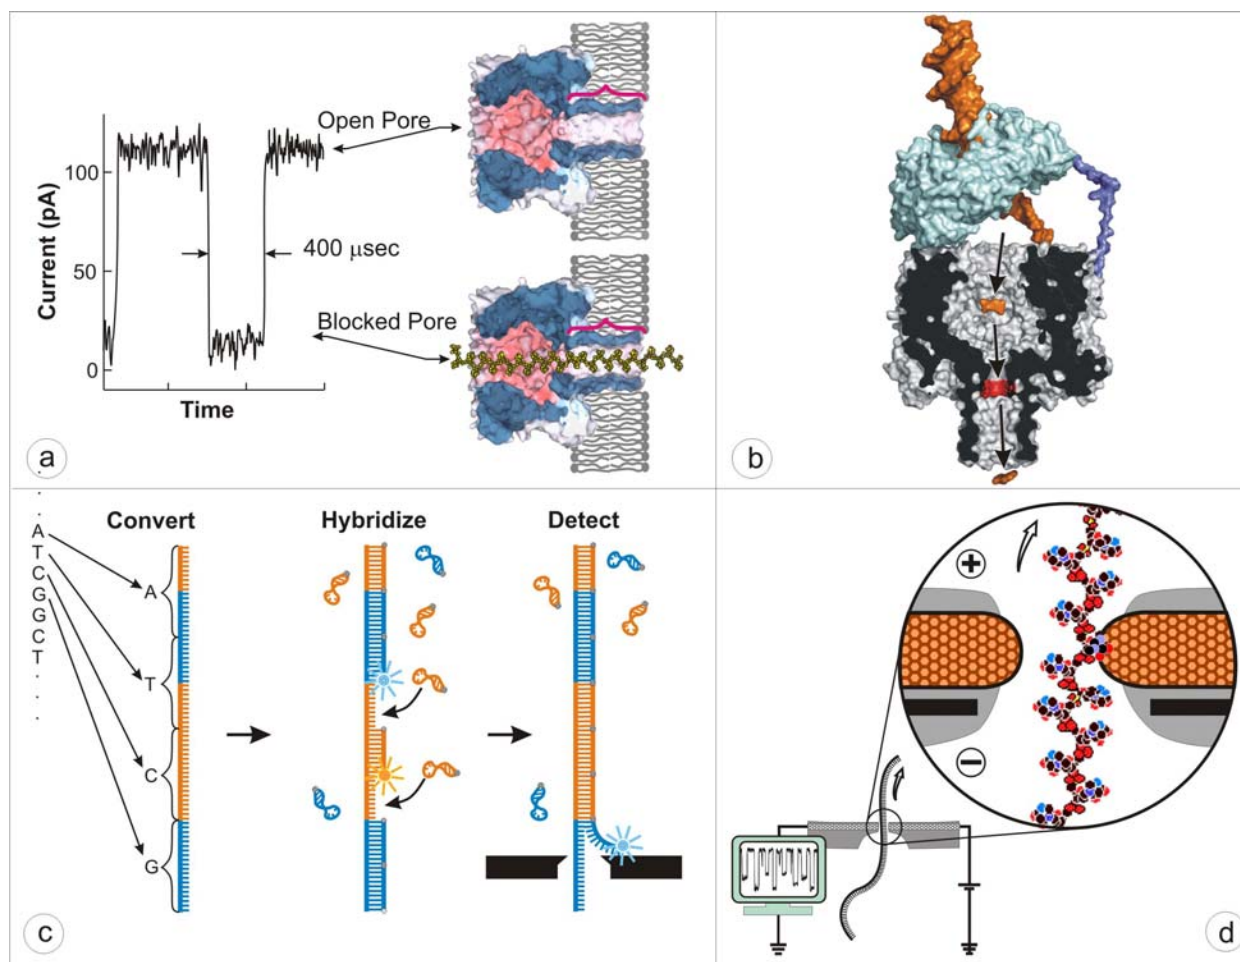 Open Pore
100
Current (pA)
400 μsec
50
Blocked Pore
0
Time
a
b
.
.
A
T
C
G
G
C
T
.
.
.
Convert
Hybridize
Detect
A
T
C
G
c
+
−
d